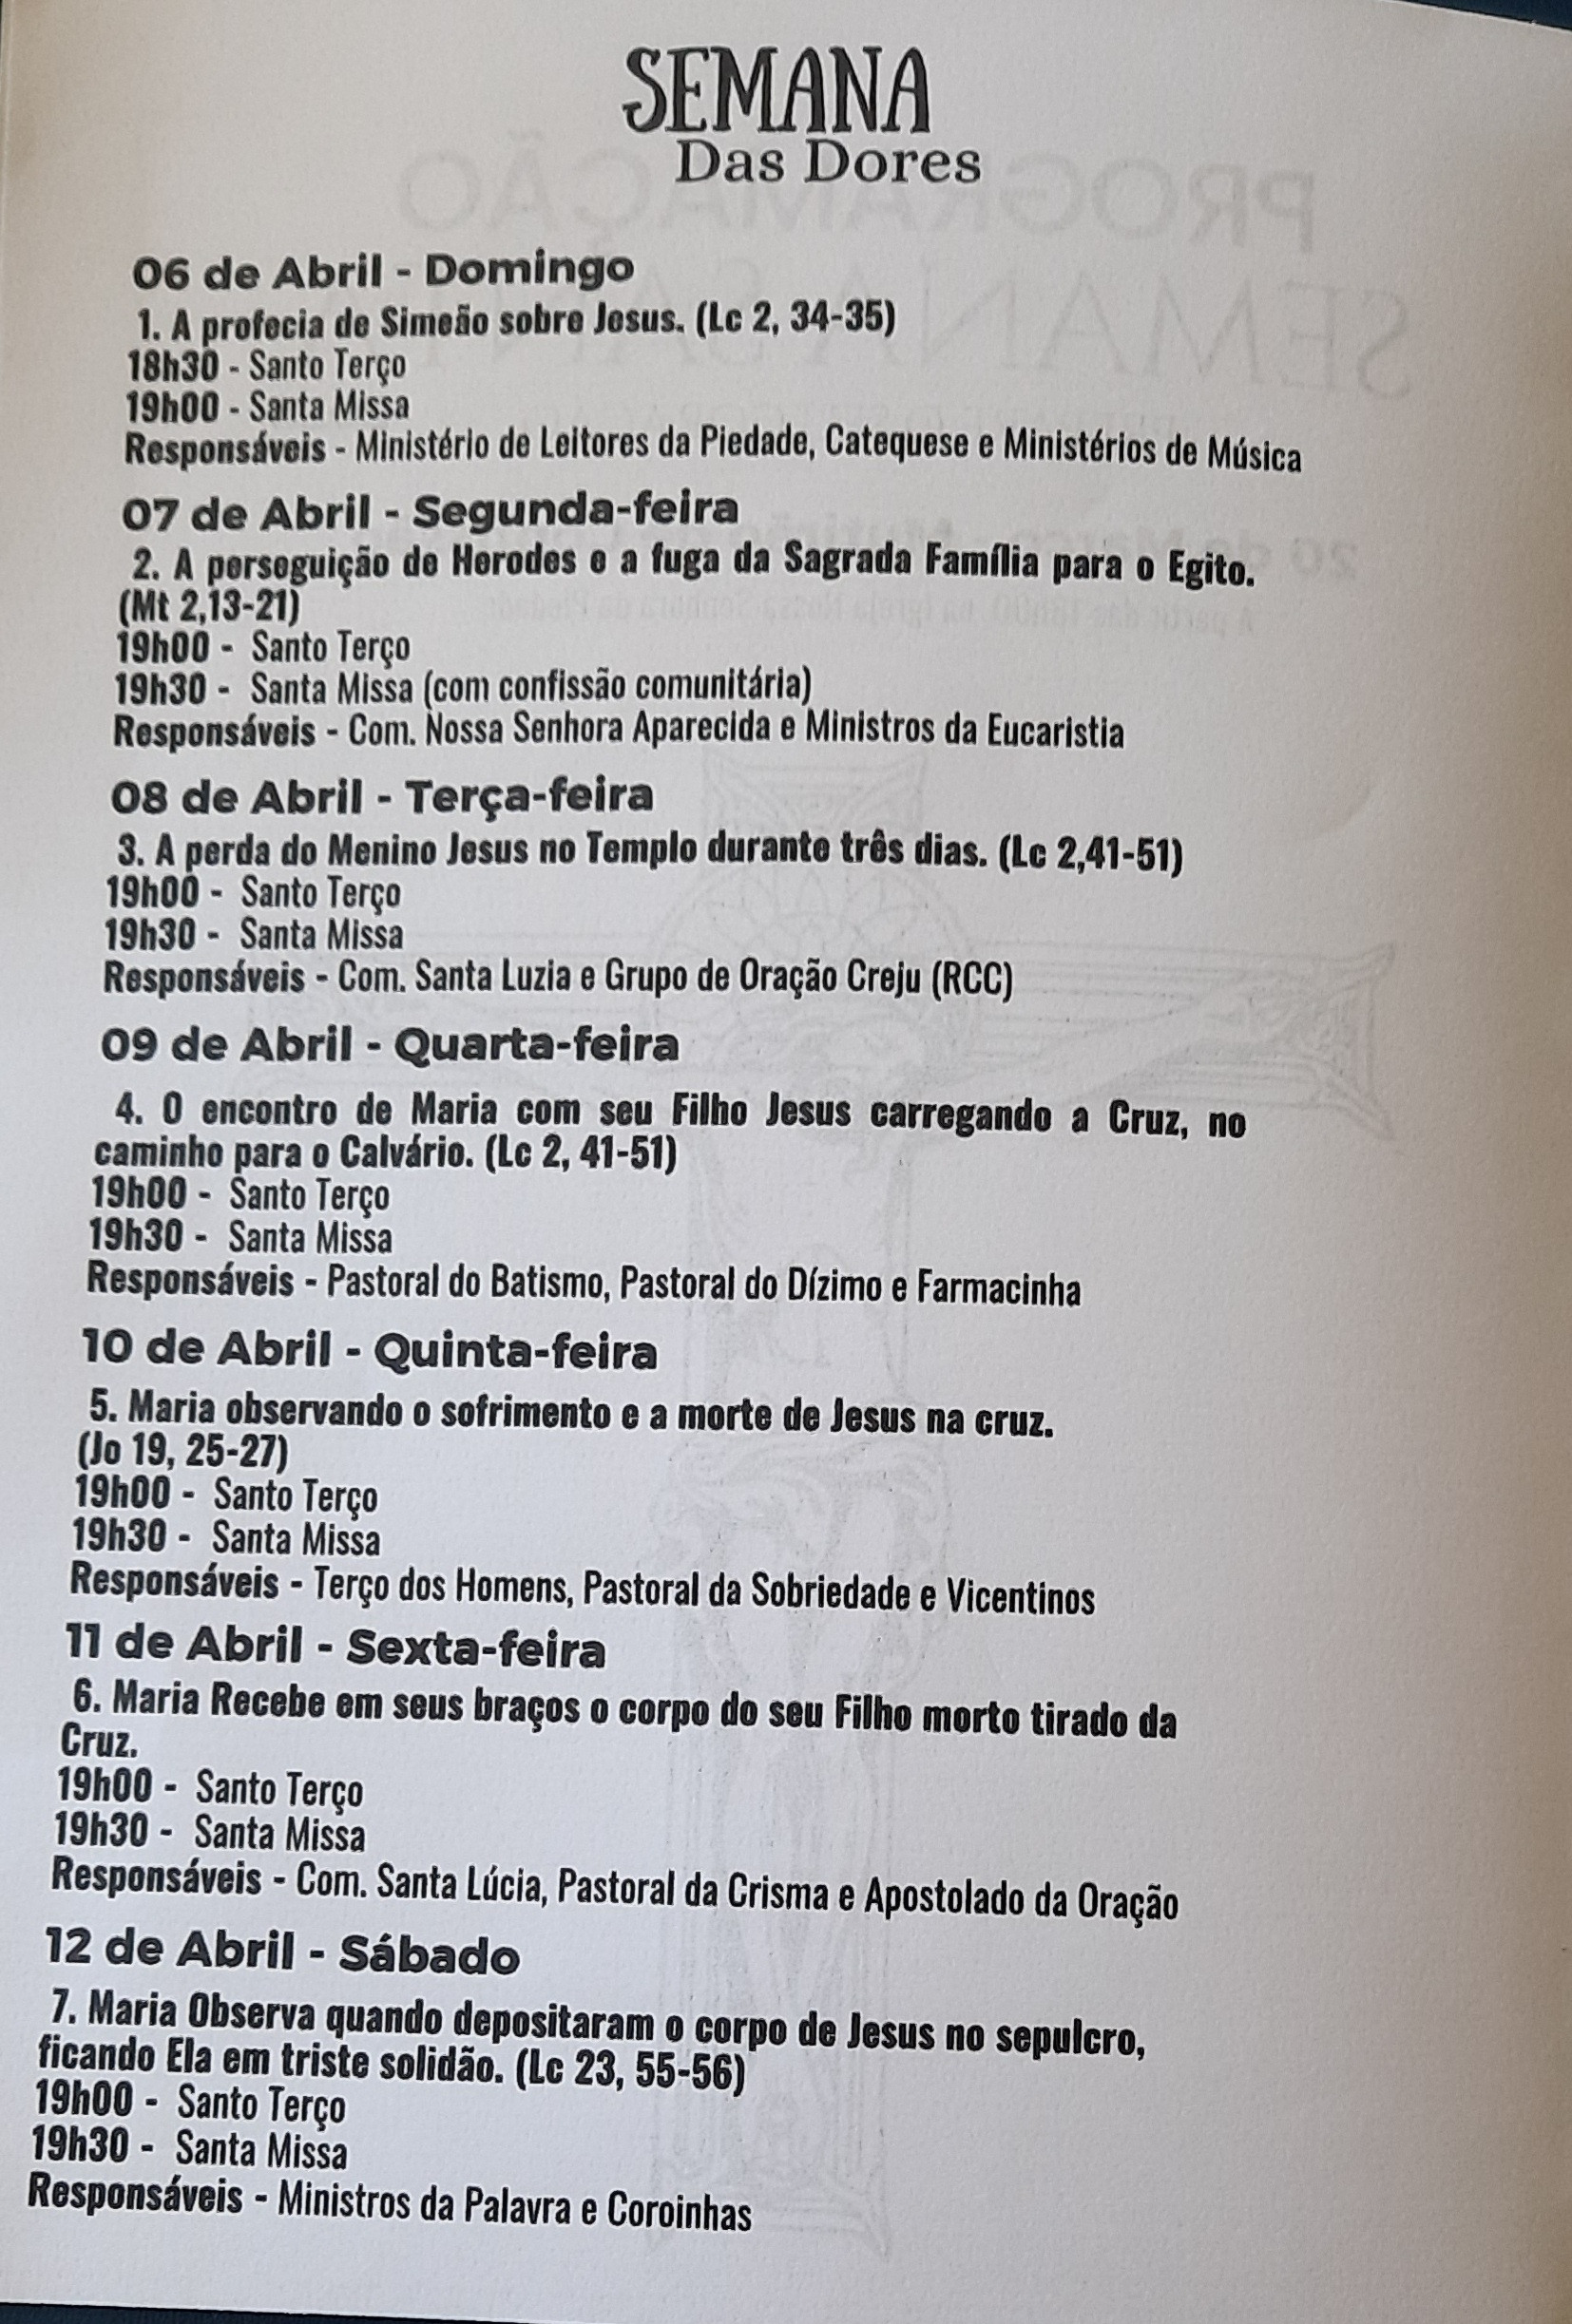 SEMANA
Das Dores
06 de Abril - Domingo
1. A profecia de Simeão sobre Jesus. (Lc 2, 34-35)
18h30 - Santo Terço
19h00 - Santa Missa
Responsáveis - Ministério de Leitores da Piedade, Catequese e Ministérios de Música
07 de Abril - Segunda-feira
2. A perseguição de Herodes e a fuga da Sagrada Família para o Egito.
(Mt 2,13-21)
19h00 - Santo Terço
19h30 - Santa Missa (com confissão comunitária)
Responsáveis - Com. Nossa Senhora Aparecida e Ministros da Eucaristia
08 de Abril - Terça-feira
3. A perda do Menino Jesus no Templo durante três dias. (Lc 2,41-51)
19h00 - Santo Terço
19h30 - Santa Missa
Responsáveis - Com. Santa Luzia e Grupo de Oração Creju (RCC)
09 de Abril - Quarta-feira
4. O encontro de Maria com seu Filho Jesus carregando a Cruz, no
caminho para o Calvário. (Lc 2, 41-51)
19h00 - Santo Terço
19h30 - Santa Missa
Responsáveis - Pastoral do Batismo, Pastoral do Dízimo e Farmacinha
10 de Abril - Quinta-feira
5. Maria observando o sofrimento e a morte de Jesus na cruz.
(Jo 19, 25-27)
19h00 - Santo Terço
19h30 - Santa Missa
Responsáveis - Terço dos Homens, Pastoral da Sobriedade e Vicentinos
11 de Abril - Sexta-feira
6. Maria Recebe em seus braços o corpo do seu Filho morto tirado da
Cruz.
19h00 - Santo Terço
19h30 - Santa Missa
Responsáveis - Com. Santa Lúcia, Pastoral da Crisma e Apostolado da Oração
12 de Abril - Sábado
7. Maria Observa quando depositaram o corpo de Jesus no sepulcro,
ficando Ela em triste solidão. (Lc 23, 55-56)
19h00 - Santo Terço
19h30 - Santa Missa
Responsáveis - Ministros da Palavra e Coroinhas